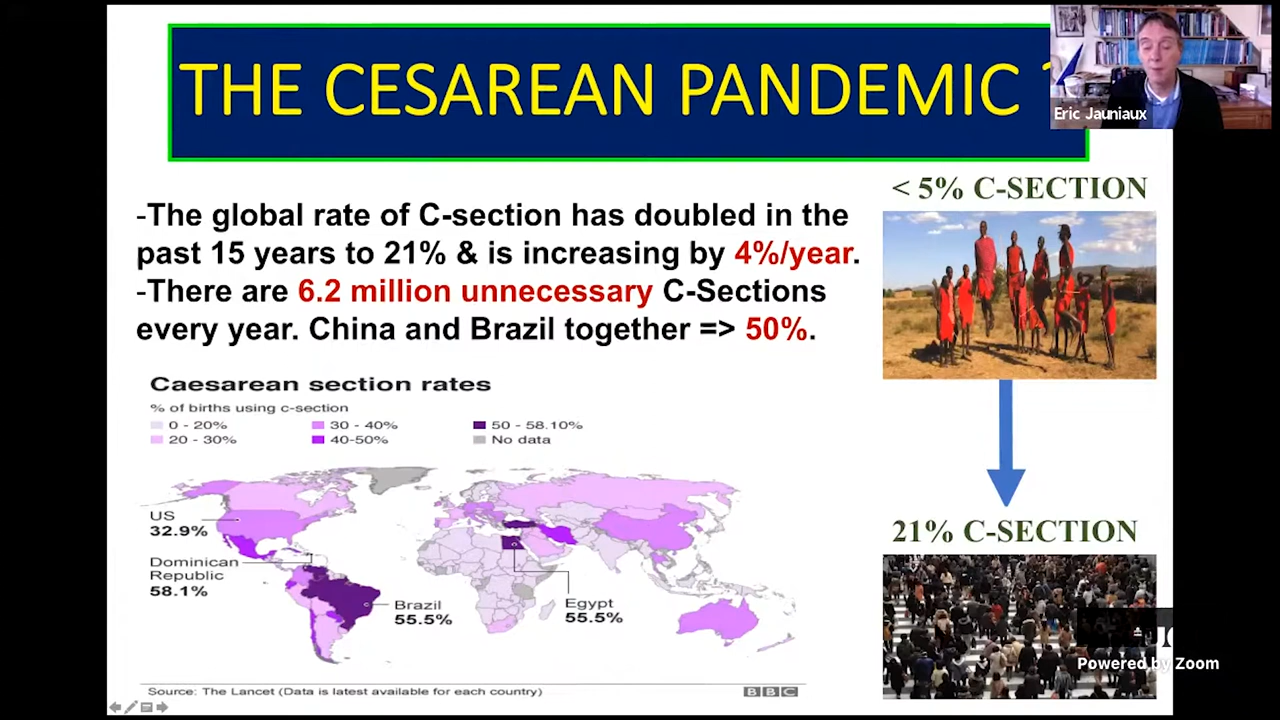 THE CESAREAN PANDEMIC
Eric Jauniaux
< 5% C-SECTION
-The global rate of C-section has doubled in the
past 15 years to 21% & is increasing by 4%/year.
-There are 6.2 million unnecessary C-Sections
every year. China and Brazil together => 50%.
Caesarean section rates
% of births using c-section
0 - 20%
30 - 40%
50 - 58.10%
20 - 30%
40-50%
No data
US
32.9%
Dominican
Republic
58.1%
Brazil
55.5%
Egypt
55.5%
21% C-SECTION
Powered by Zoom
Source: The Lancet (Data is latest available for each country)
BBC